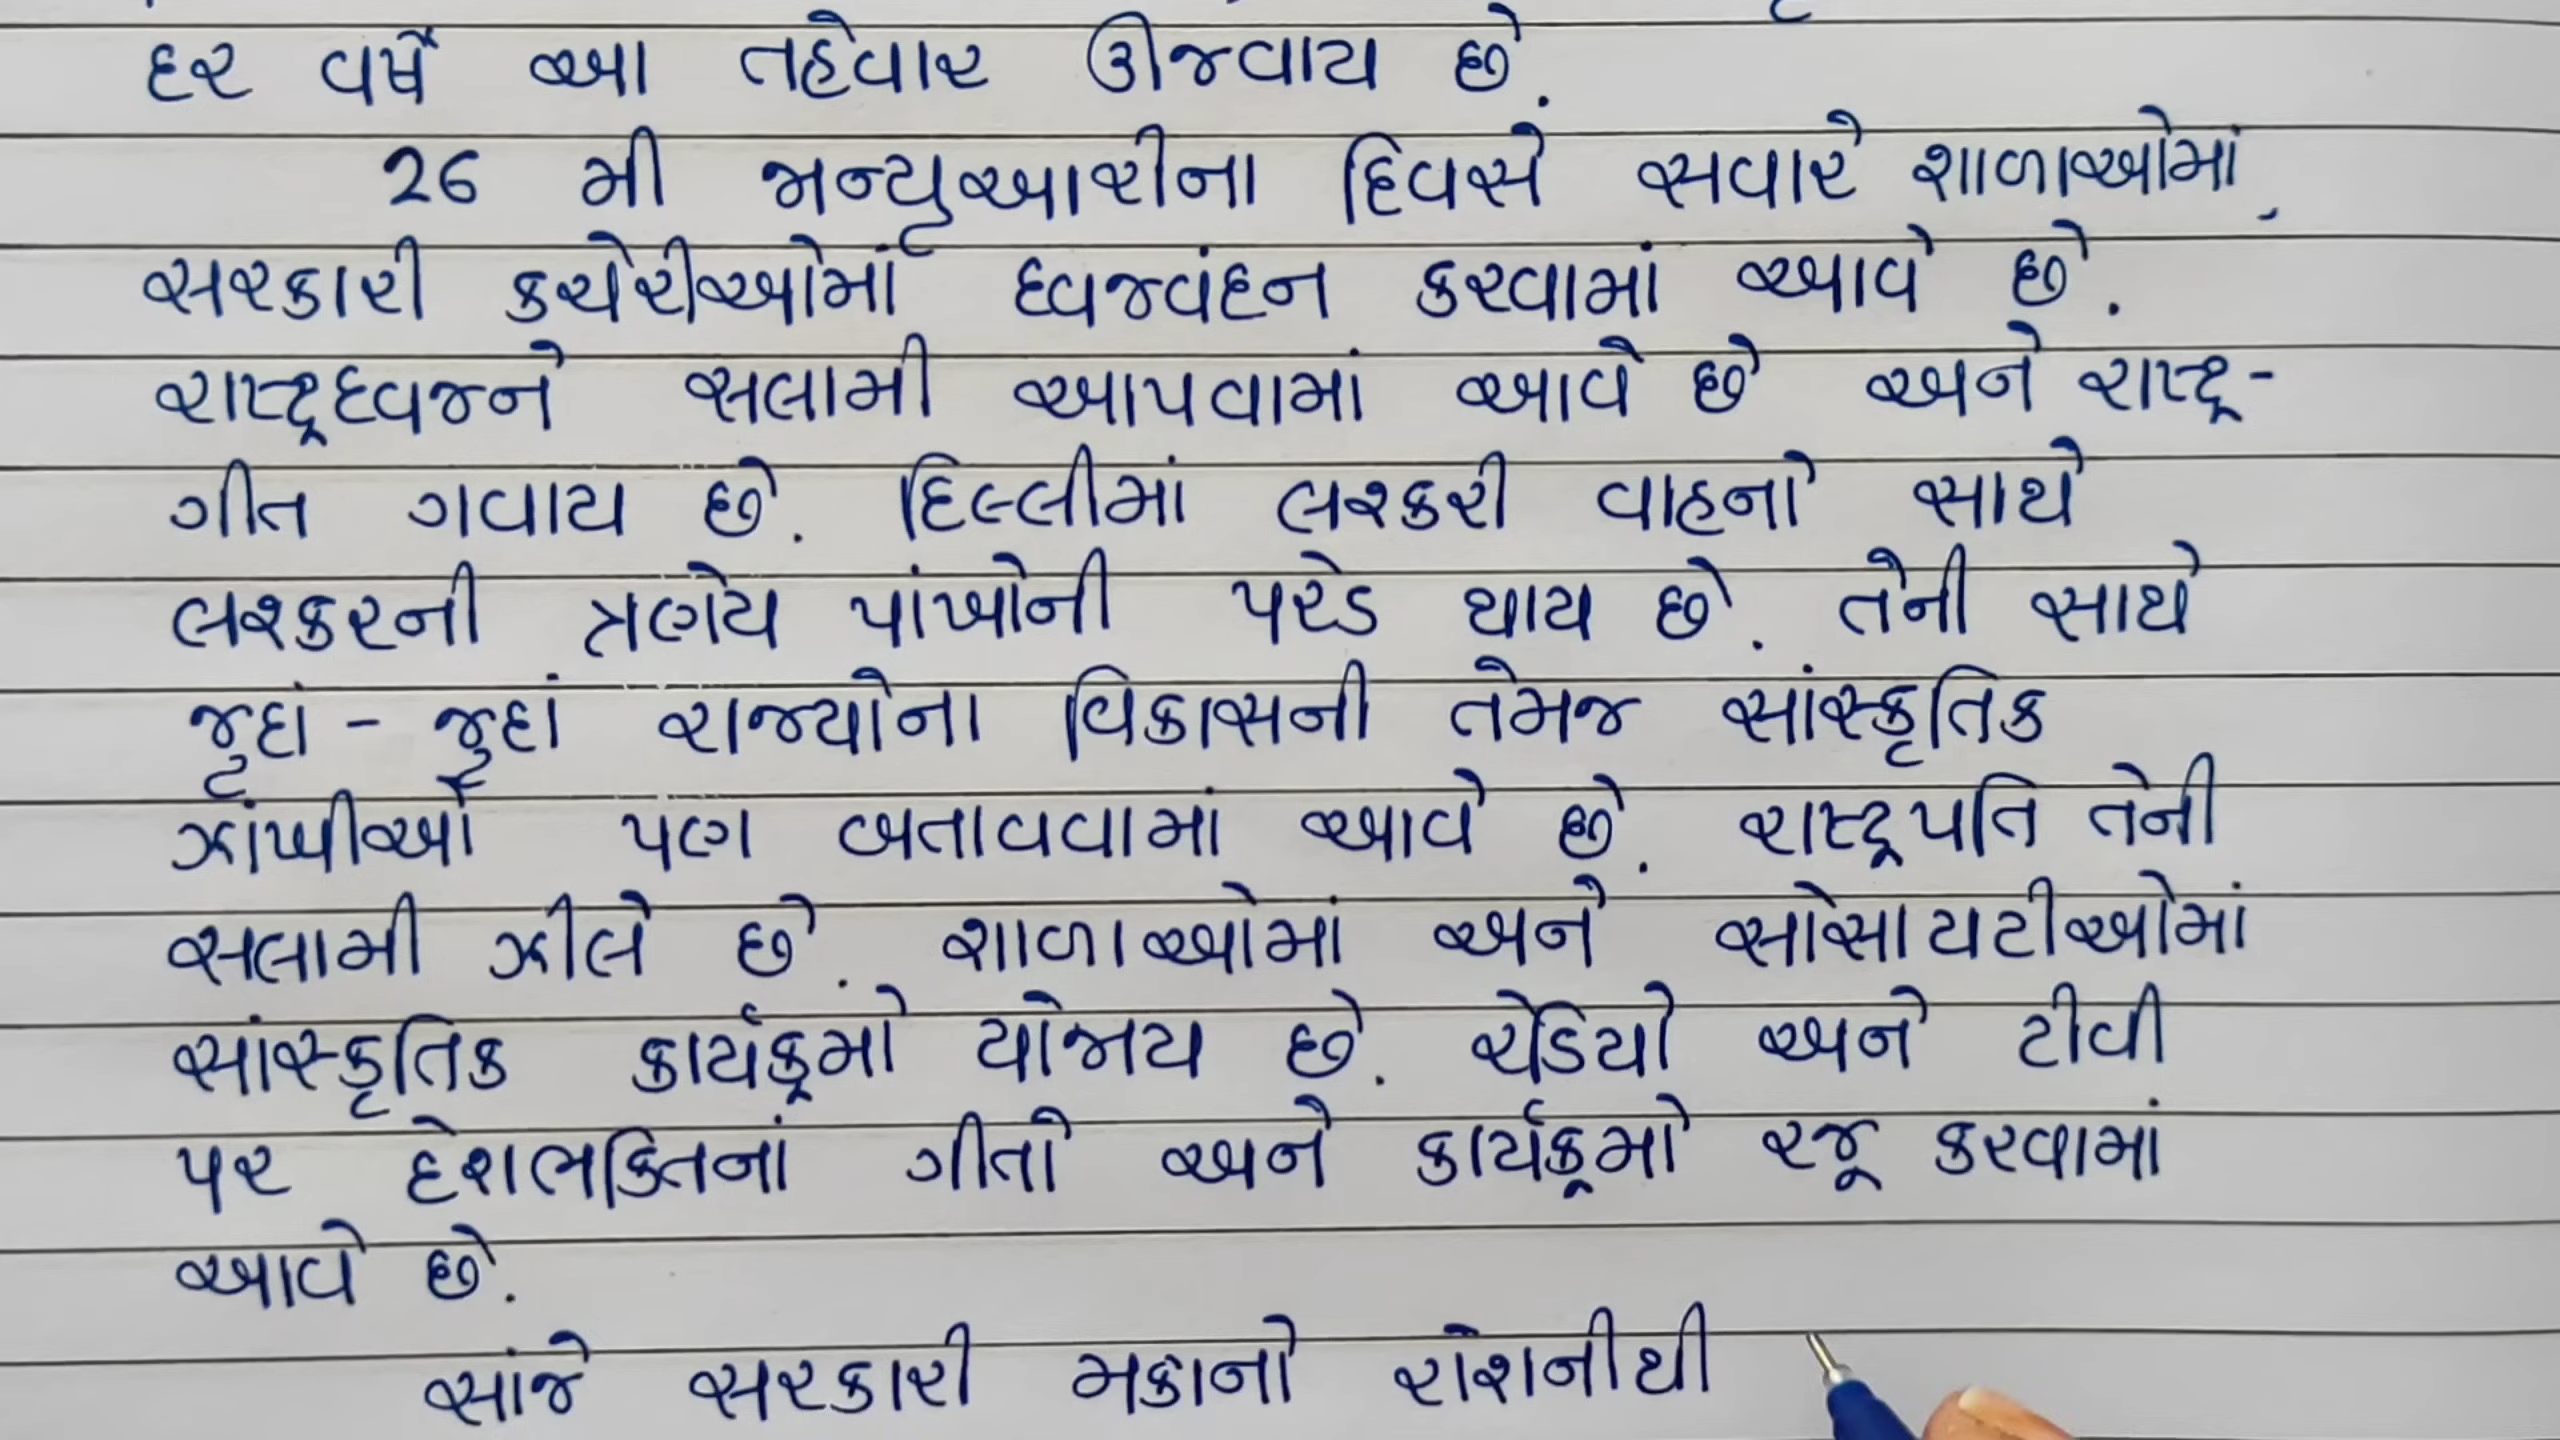 દર વર્ષે આ તહેવાર ઊજવાય છે.
26 મી જાન્યુઆરીના દિવસે સવારે શાળાઓમાં,
સરકારી કચેરીઓમાં ધ્વજવંદન કરવામાં આવે છે.
રાષ્ટ્રધ્વજને સલામી આપવામાં આવે છે અને રાષ્ટ્ર-
ગીત ગવાય છે. દિલ્લીમાં લશ્કરી વાહનો સાથે
લશ્કરની ત્રણેય પાંખોની પરેડ થાય છે. તેની સાથે
જુદાં - જુદાં રાજ્યોના વિકાસની તેમજ સાંસ્કૃતિક
ઝાંખીઓ પણ બતાવવામાં આવે છે. રાષ્ટ્રપતિ તેની
સલામી ઝીલે છે. શાળાઓમાં અને સોસાયટીઓમાં
સાંસ્કૃતિક કાર્યક્રમો યોજાય છે. રેડિયો અને ટીવી
પર દેશભક્તિનાં ગીતો અને કાર્યક્રમો રજૂ કરવામાં
આવે છે.
સાંજે સરકારી મકાનો રોશનીથી